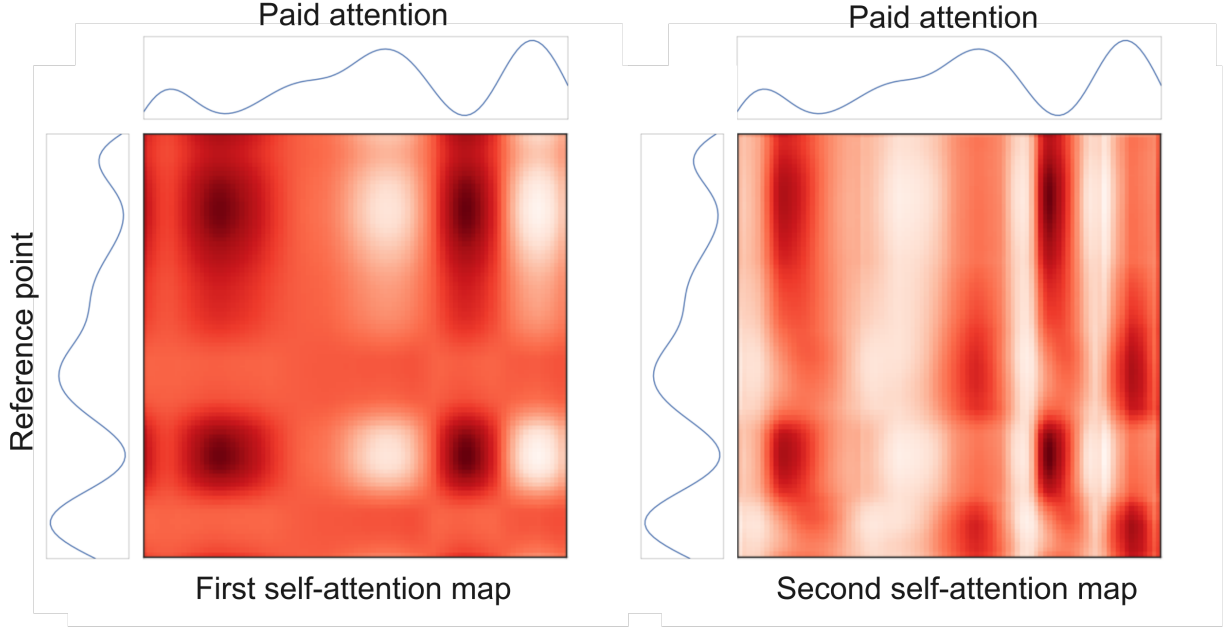 Paid attention
Paid attention
Reference point
First self-attention map
Second self-attention map